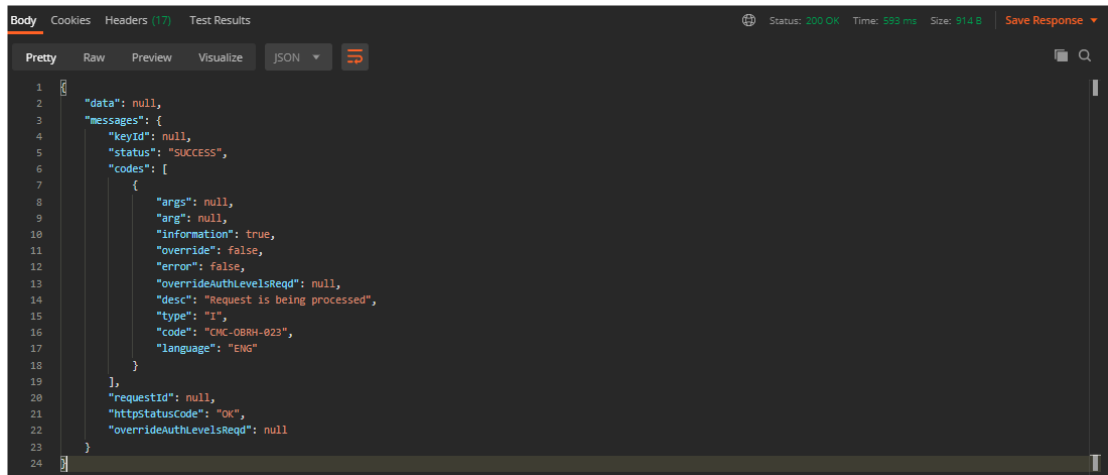 Body Cookies Headers (17) Test Results Status: 200 OK Time: 593 ms Size: 914 B Save Response
Pretty Raw Preview Visualize JSON
1 {
2 "data": null,
3 "messages": {
4 "keyId": null,
5 "status": "SUCCESS",
6 "codes": [
7 {
8 "args": null,
9 "arg": null,
10 "information": true,
11 "override": false,
12 "error": false,
13 "overrideAuthLevelsReqd": null,
14 "desc": "Request is being processed",
15 "type": "I",
16 "code": "CMC-OBRH-023",
17 "language": "ENG"
18 }
19 ],
20 "requestId": null,
21 "httpStatusCode": "OK",
22 "overrideAuthLevelsReqd": null
23 }
24 }